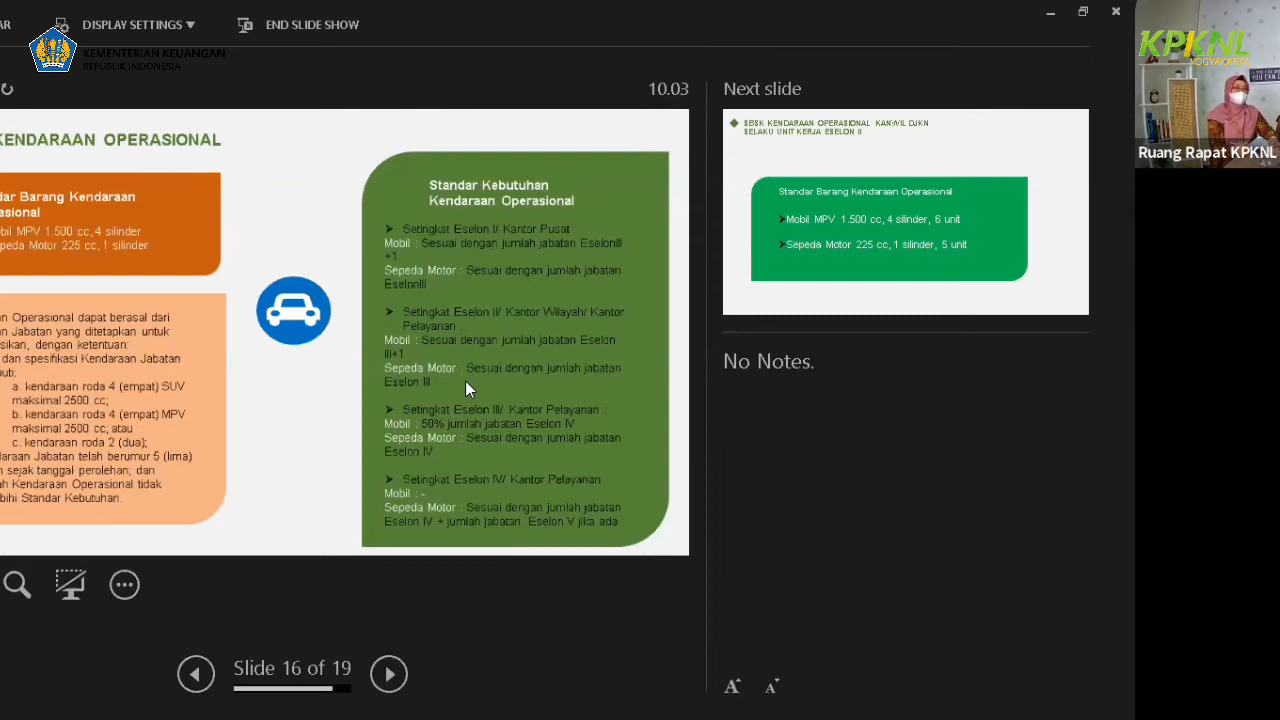 AR
DISPLAY SETTINGS ▼
END SLIDE SHOW
KEMENTERIAN KEUANGAN
REPUBLIK INDONESIA
10.03
KENDARAAN OPERASIONAL
dar Barang Kendaraan
asional
bil MPV 1.500 cc, 4 silinder
peda Motor 225 cc, 1 silinder
an Operasional dapat berasal dari
an Jabatan yang ditetapkan untuk
sikan, dengan ketentuan:
dan spesifikasi Kendaraan Jabatan
ut:
a. kendaraan roda 4 (empat) SUV
maksimal 2500 cc;
b. kendaraan roda 4 (empat) MPV
maksimal 2500 cc; atau
c. kendaraan roda 2 (dua);
daraan Jabatan telah berumur 5 (lima)
n sejak tanggal perolehan; dan
ah Kendaraan Operasional tidak
bihi Standar Kebutuhan.
Standar Kebutuhan
Kendaraan Operasional
➤ Setingkat Eselon I/ Kantor Pusat
Mobil : Sesuai dengan jumlah jabatan EselonIII
+1
Sepeda Motor : Sesuai dengan jumlah jabatan
EselonIII
➤ Setingkat Eselon II/ Kantor Wilayah/ Kantor
Pelayanan .
Mobil : Sesuai dengan jumlah jabatan Eselon
III+1
Sepeda Motor : Sesuai dengan jumlah jabatan
Eselon III
➤ Setingkat Eselon III/ Kantor Pelayanan :
Mobil : 50% jumlah jabatan Eselon IV
Sepeda Motor : Sesuai dengan jumlah jabatan
Eselon IV
➤ Setingkat Eselon IV/ Kantor Pelayanan
Mobil : -
Sepeda Motor : Sesuai dengan jumlah jabatan
Eselon IV + jumlah jabatan Eselon V jika ada
Slide 16 of 19
Next slide
SBSK KENDARAAN OPERASIONAL KANWIL DJKN
SELAKU UNIT KERJA ESELON II
Standar Barang Kendaraan Operasional
➤Mobil MPV 1.500 cc, 4 silinder, 6 unit
➤Sepeda Motor 225 cc, 1 silinder, 5 unit
No Notes.
A A
KPKNL
YOGYAKARTA
Ruang Rapat KPKNL